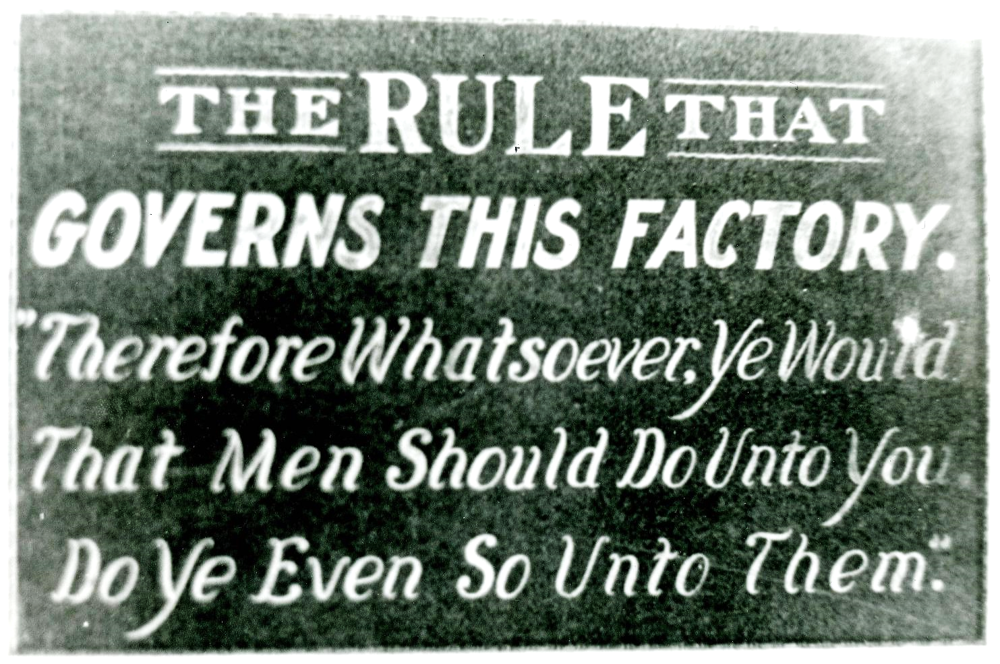 THE RULE THAT
GOVERNS THIS FACTORY.
"Therefore Whatsoever, Ye Would
That Men Should Do Unto You
Do Ye Even So Unto Them."